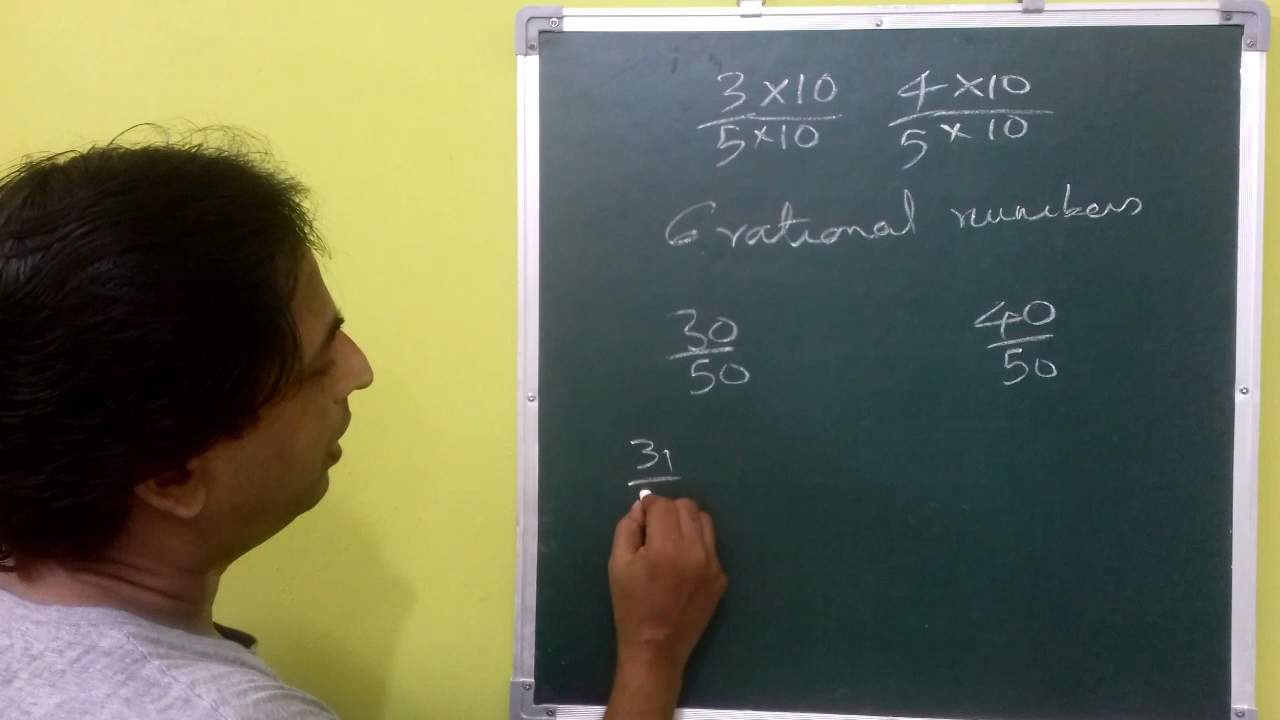 3 × 10 4 × 10
5 × 10 5 × 10
6 rational numbers
30 40
50 50
31